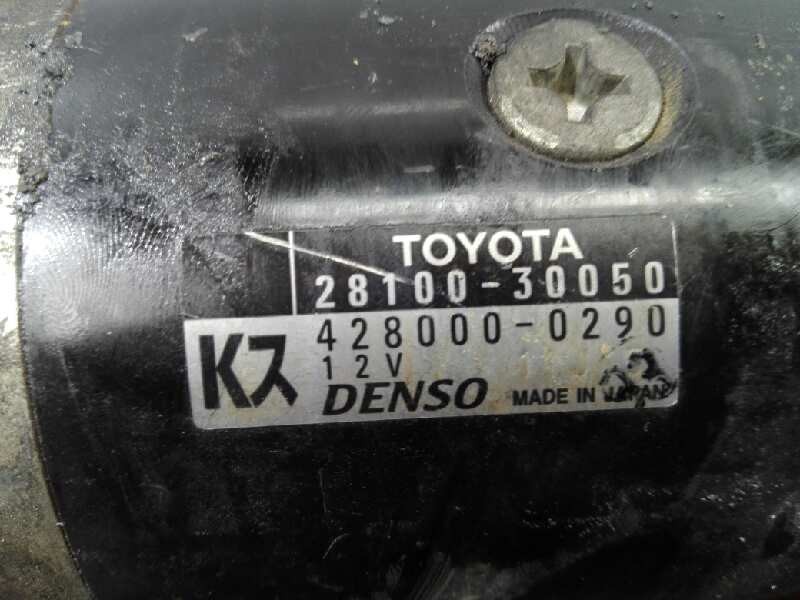 TOYOTA
28100-30050
428000-0290
Kス
12V
DENSO MADE IN JAPAN